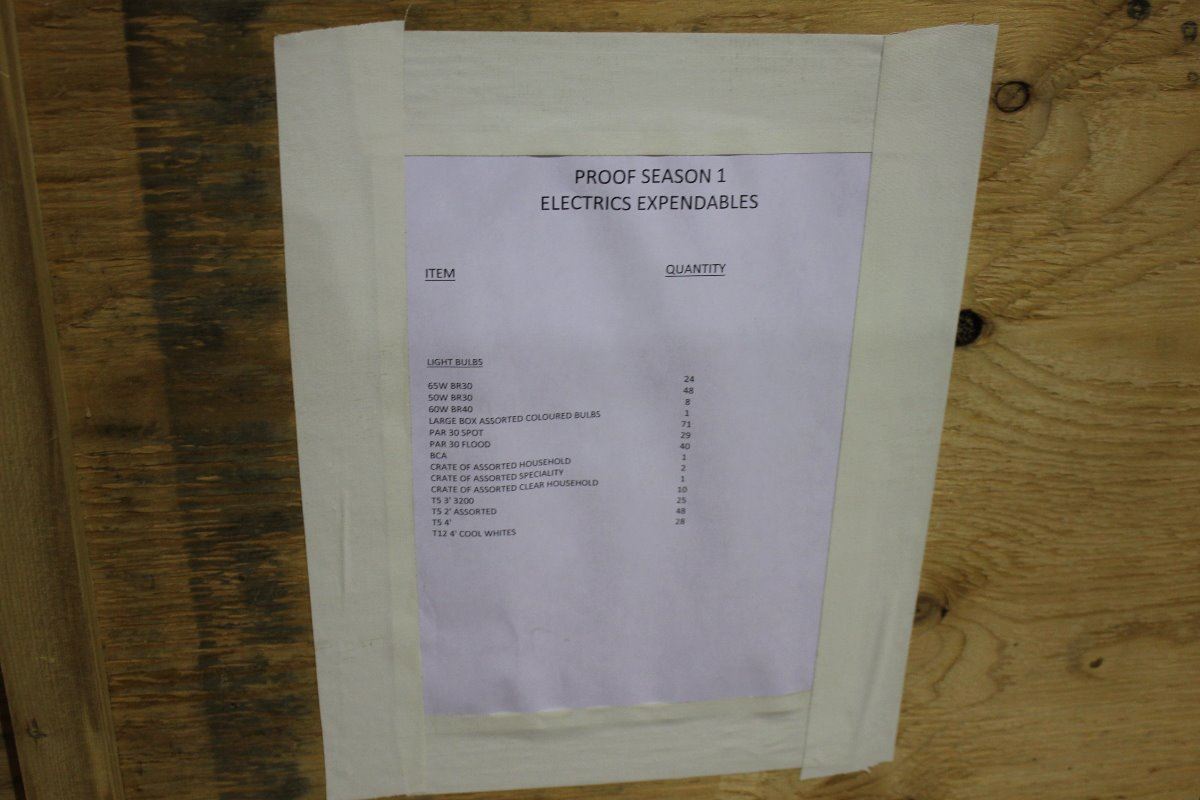 PROOF SEASON 1
ELECTRICS EXPENDABLES
ITEM QUANTITY
LIGHT BULBS
65W BR30 24
50W BR30 48
60W BR40 8
LARGE BOX ASSORTED COLOURED BULBS 1
PAR 30 SPOT 71
PAR 30 FLOOD 29
BCA 40
CRATE OF ASSORTED HOUSEHOLD 1
CRATE OF ASSORTED SPECIALITY 2
CRATE OF ASSORTED CLEAR HOUSEHOLD 1
T5 3' 3200 10
T5 2' ASSORTED 25
T5 4' 48
T12 4' COOL WHITES 28